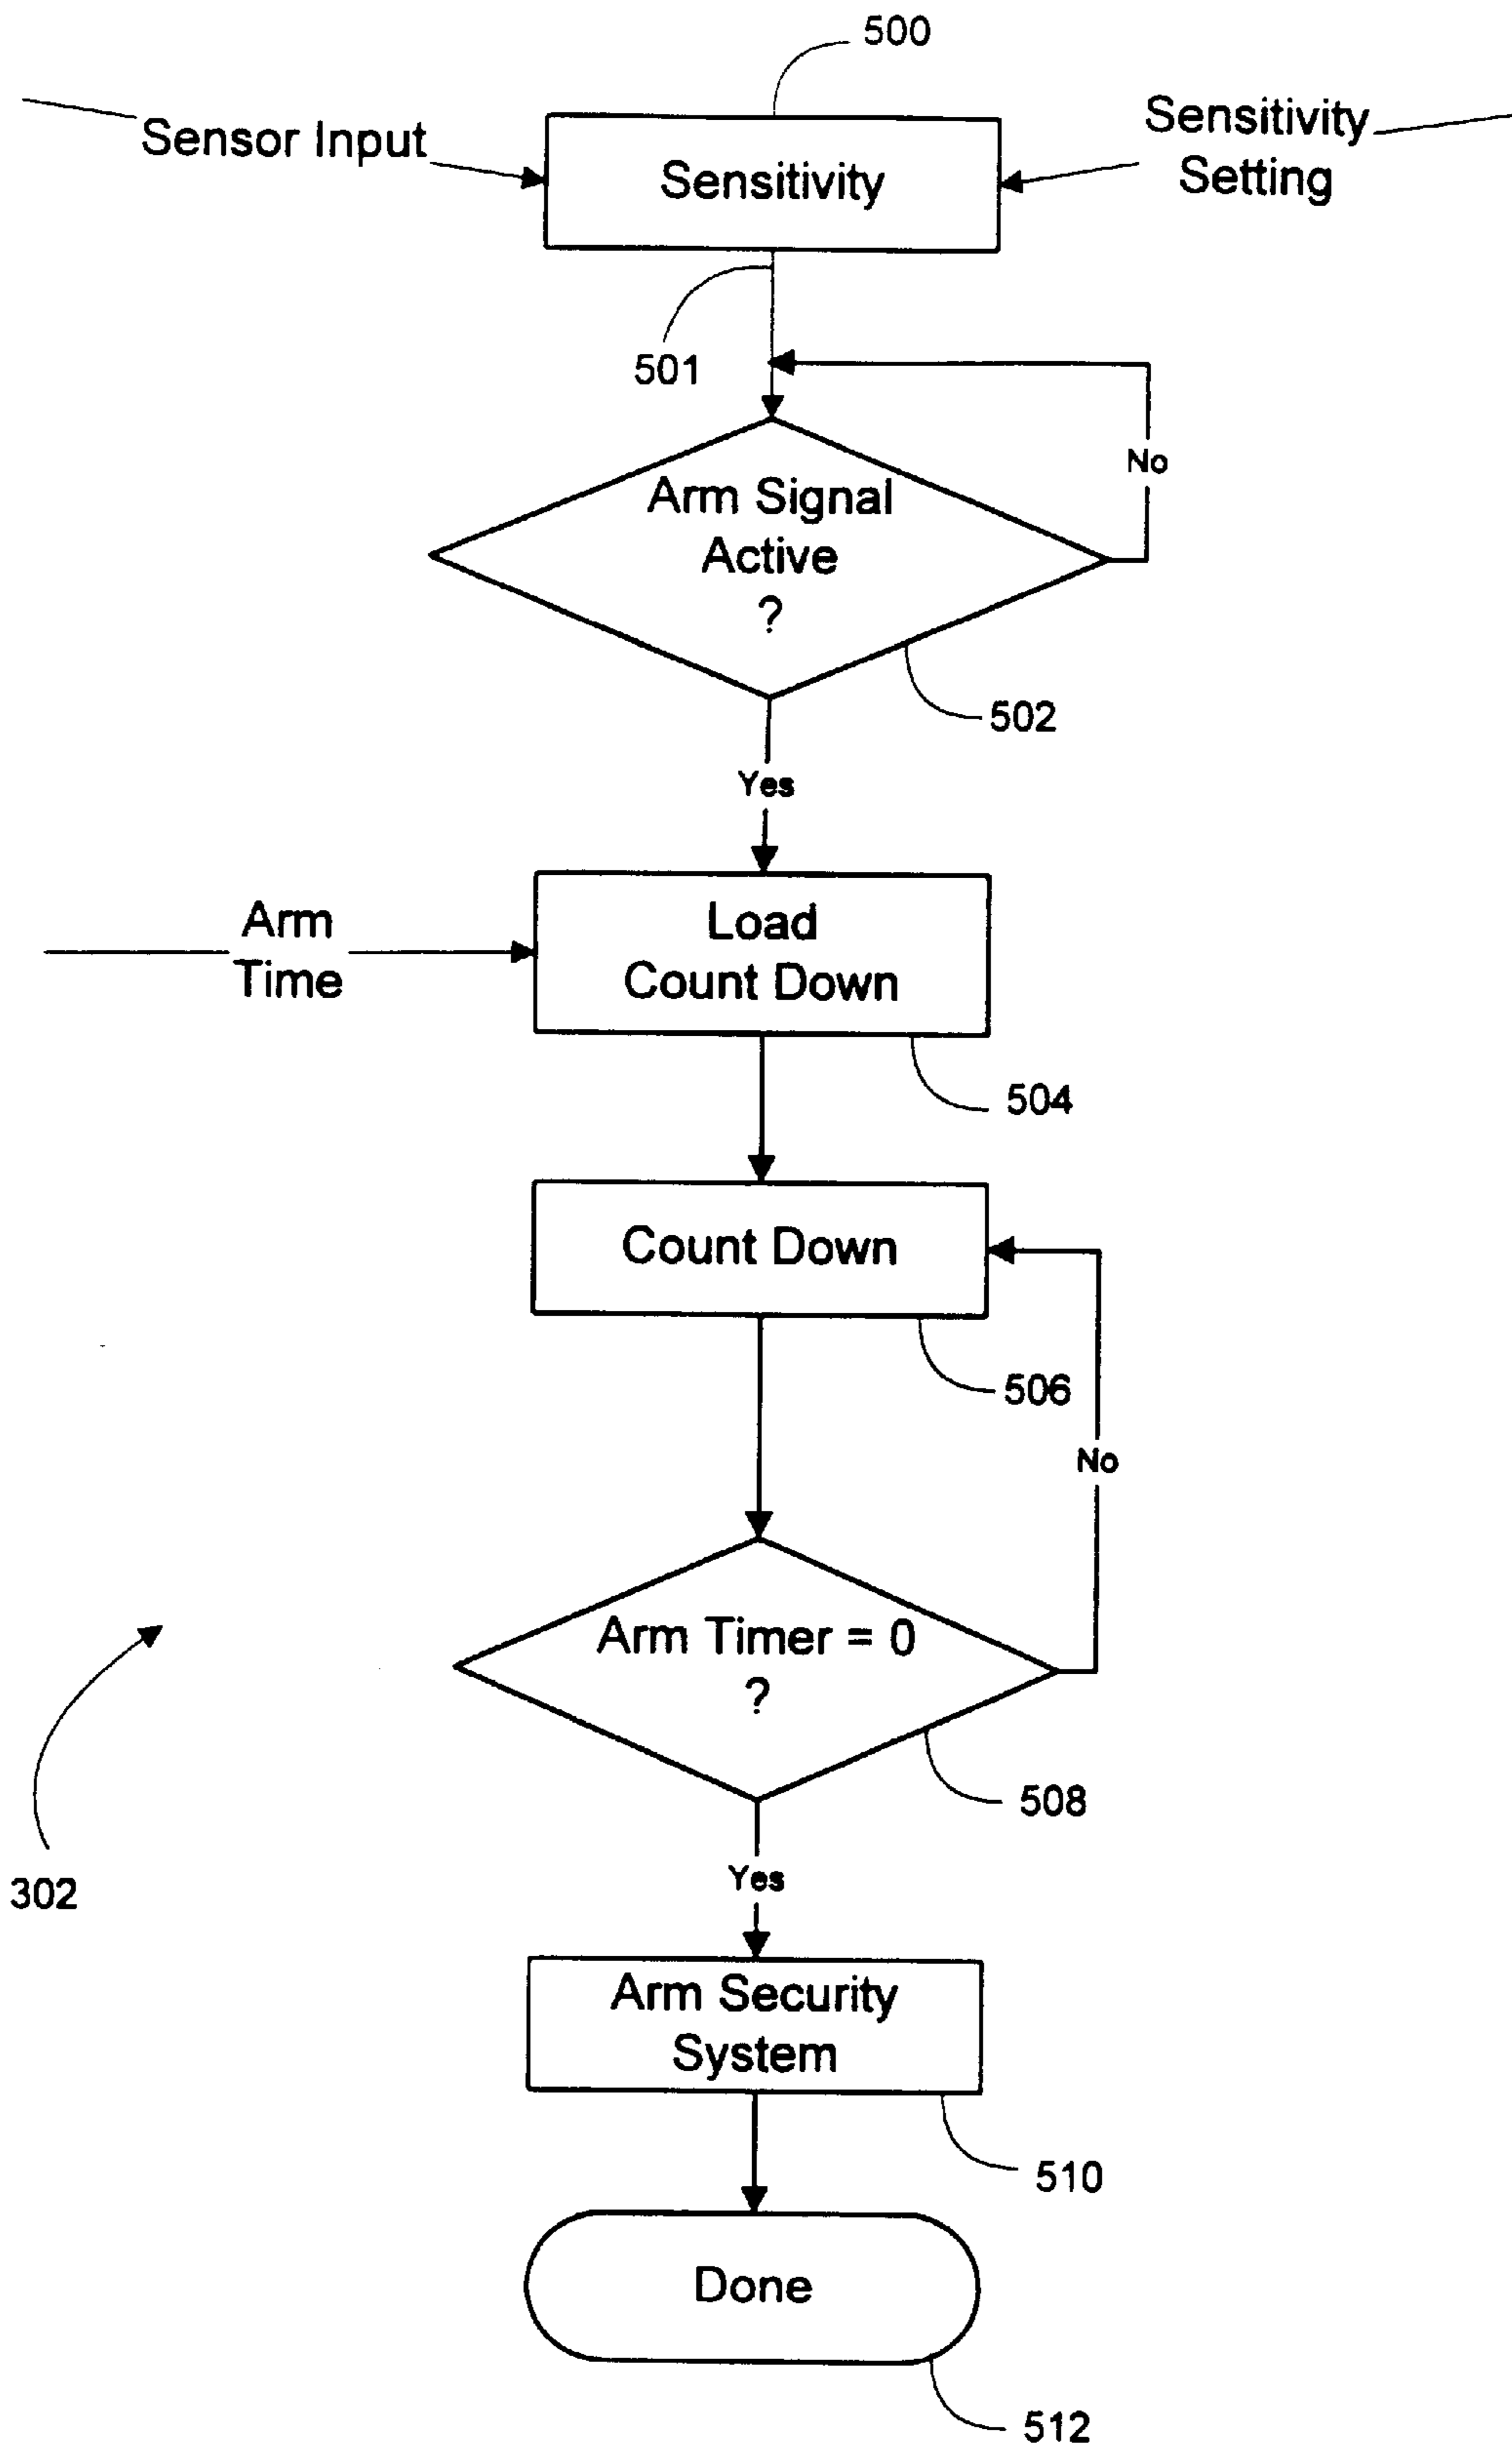 500
Sensor Input
Sensitivity
Sensitivity
Setting
501
No
Arm Signal
Active
?
502
Yes
Arm
Time
Load
Count Down
504
Count Down
506
No
Arm Timer = 0
?
508
302
Yes
Arm Security
System
510
Done
512